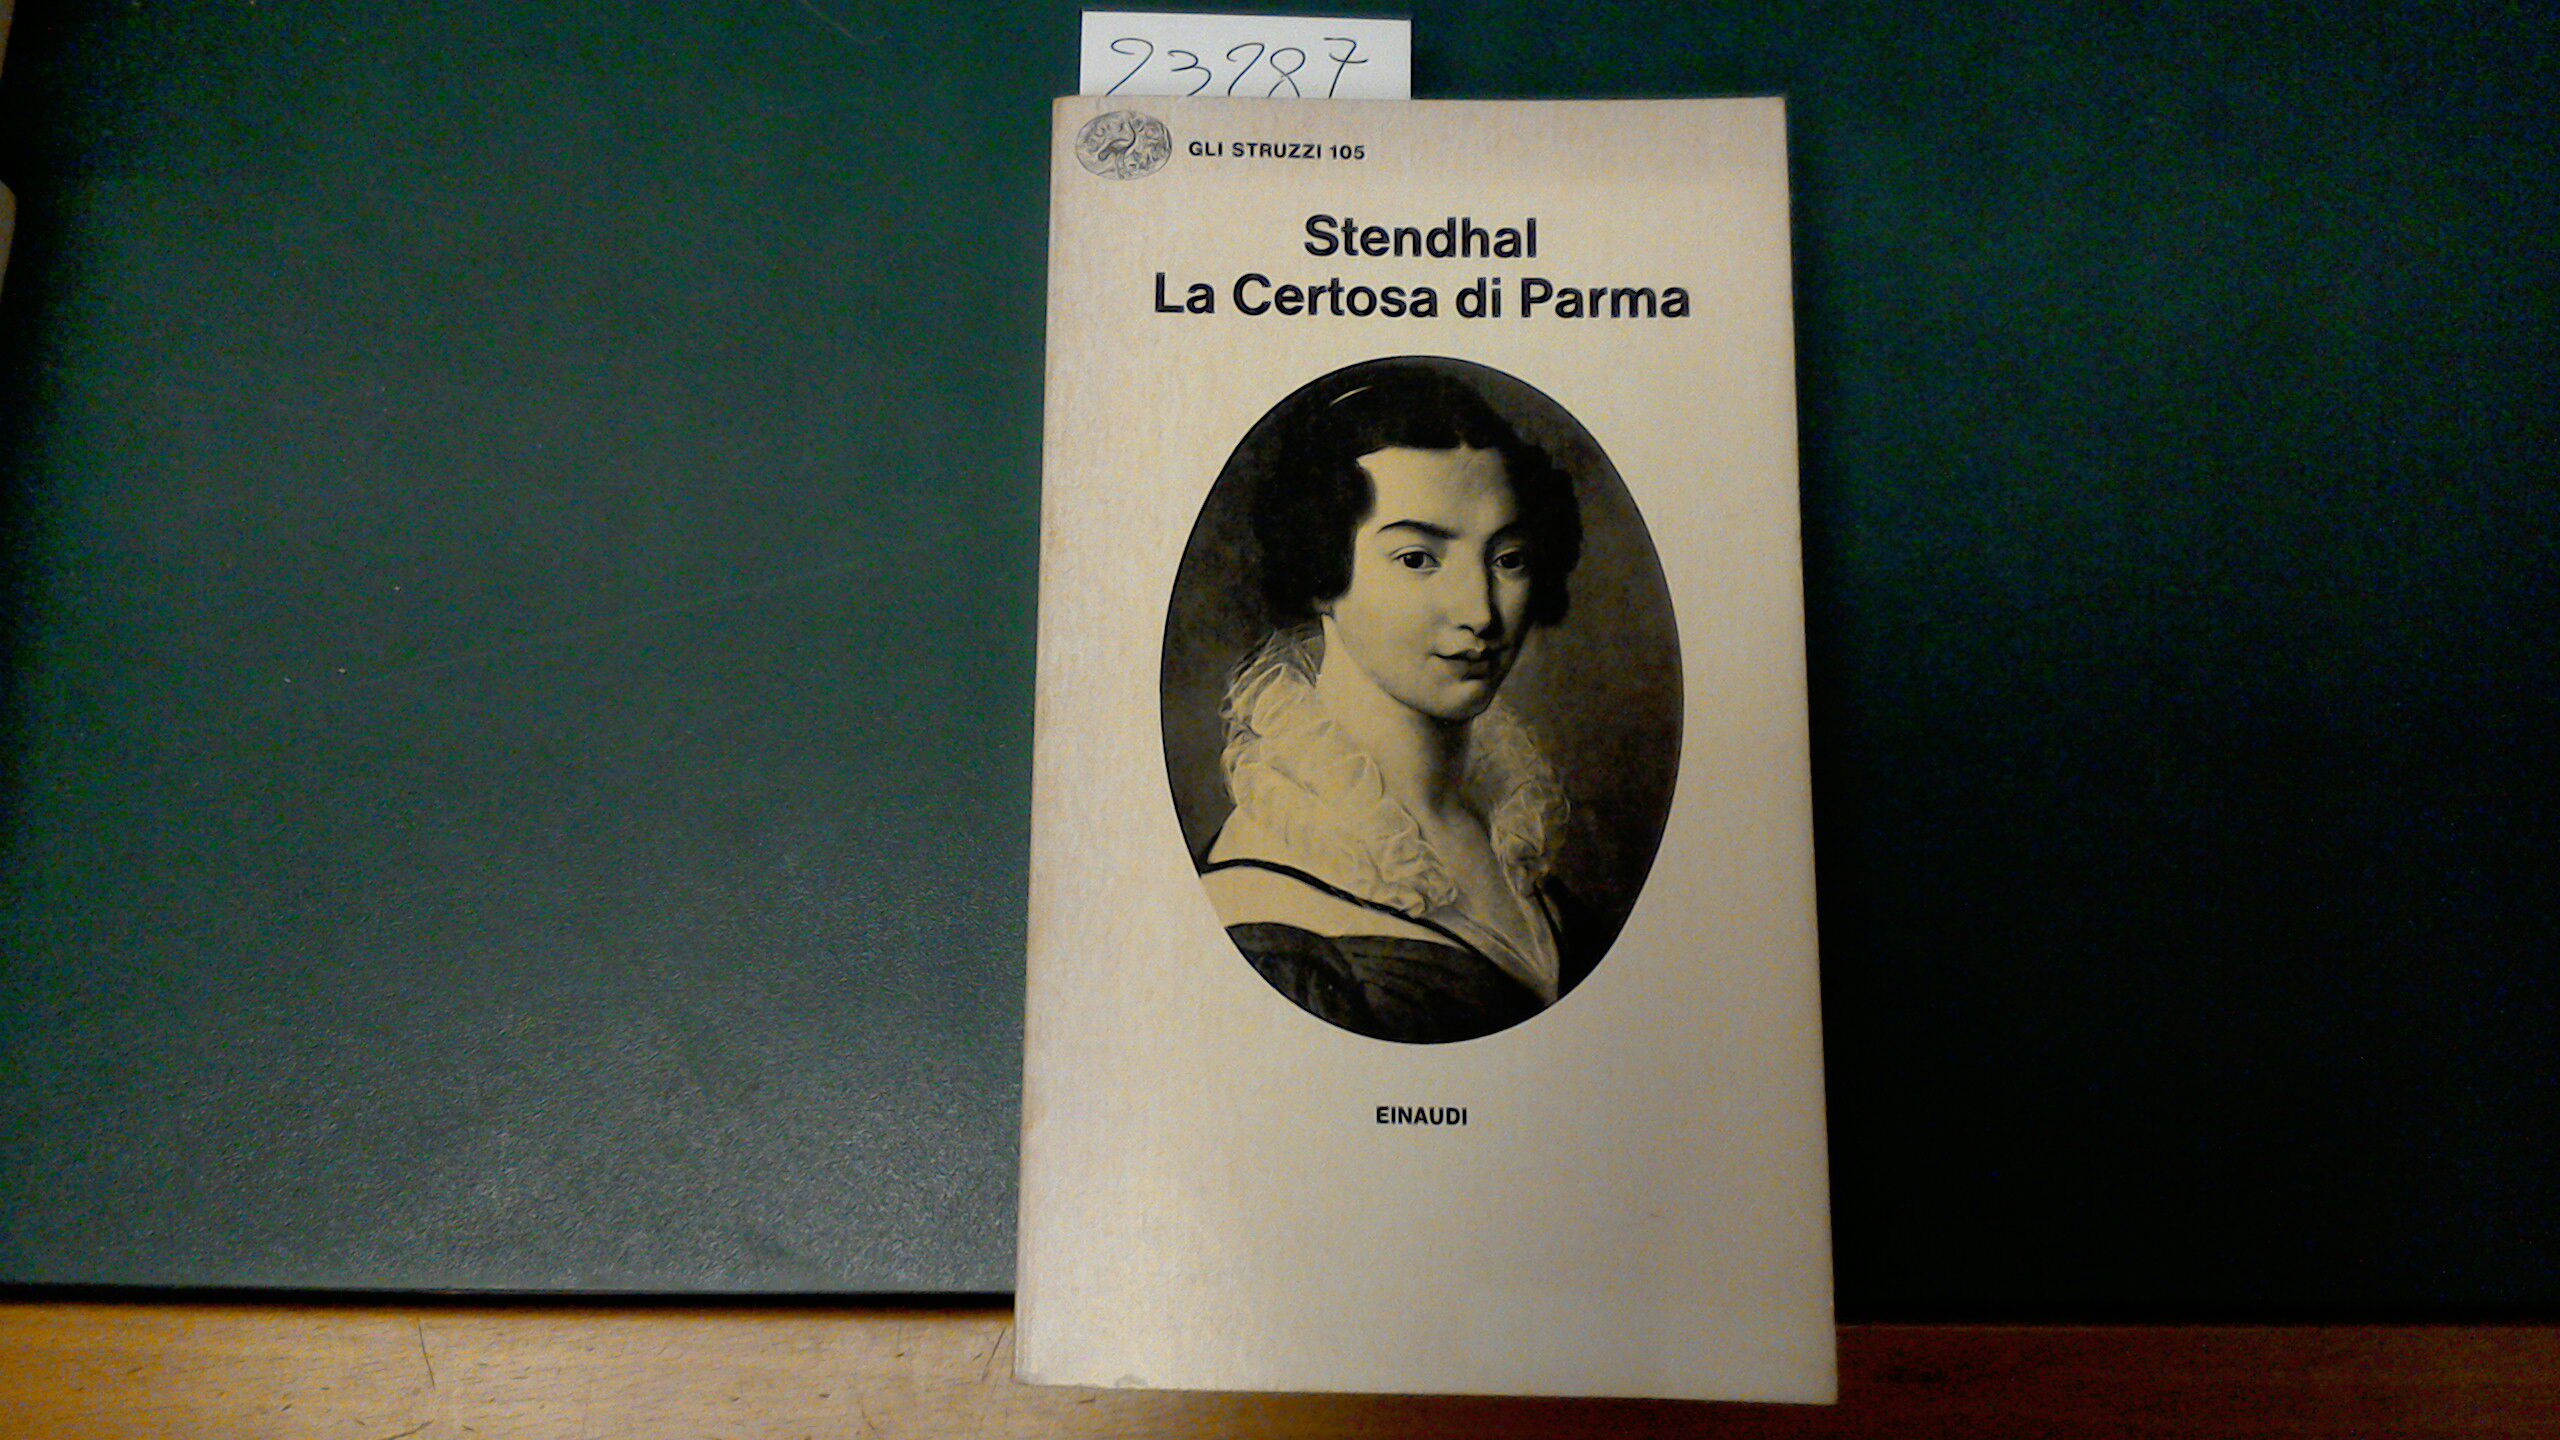 23287
GLI STRUZZI 105
Stendhal
La Certosa di Parma
EINAUDI